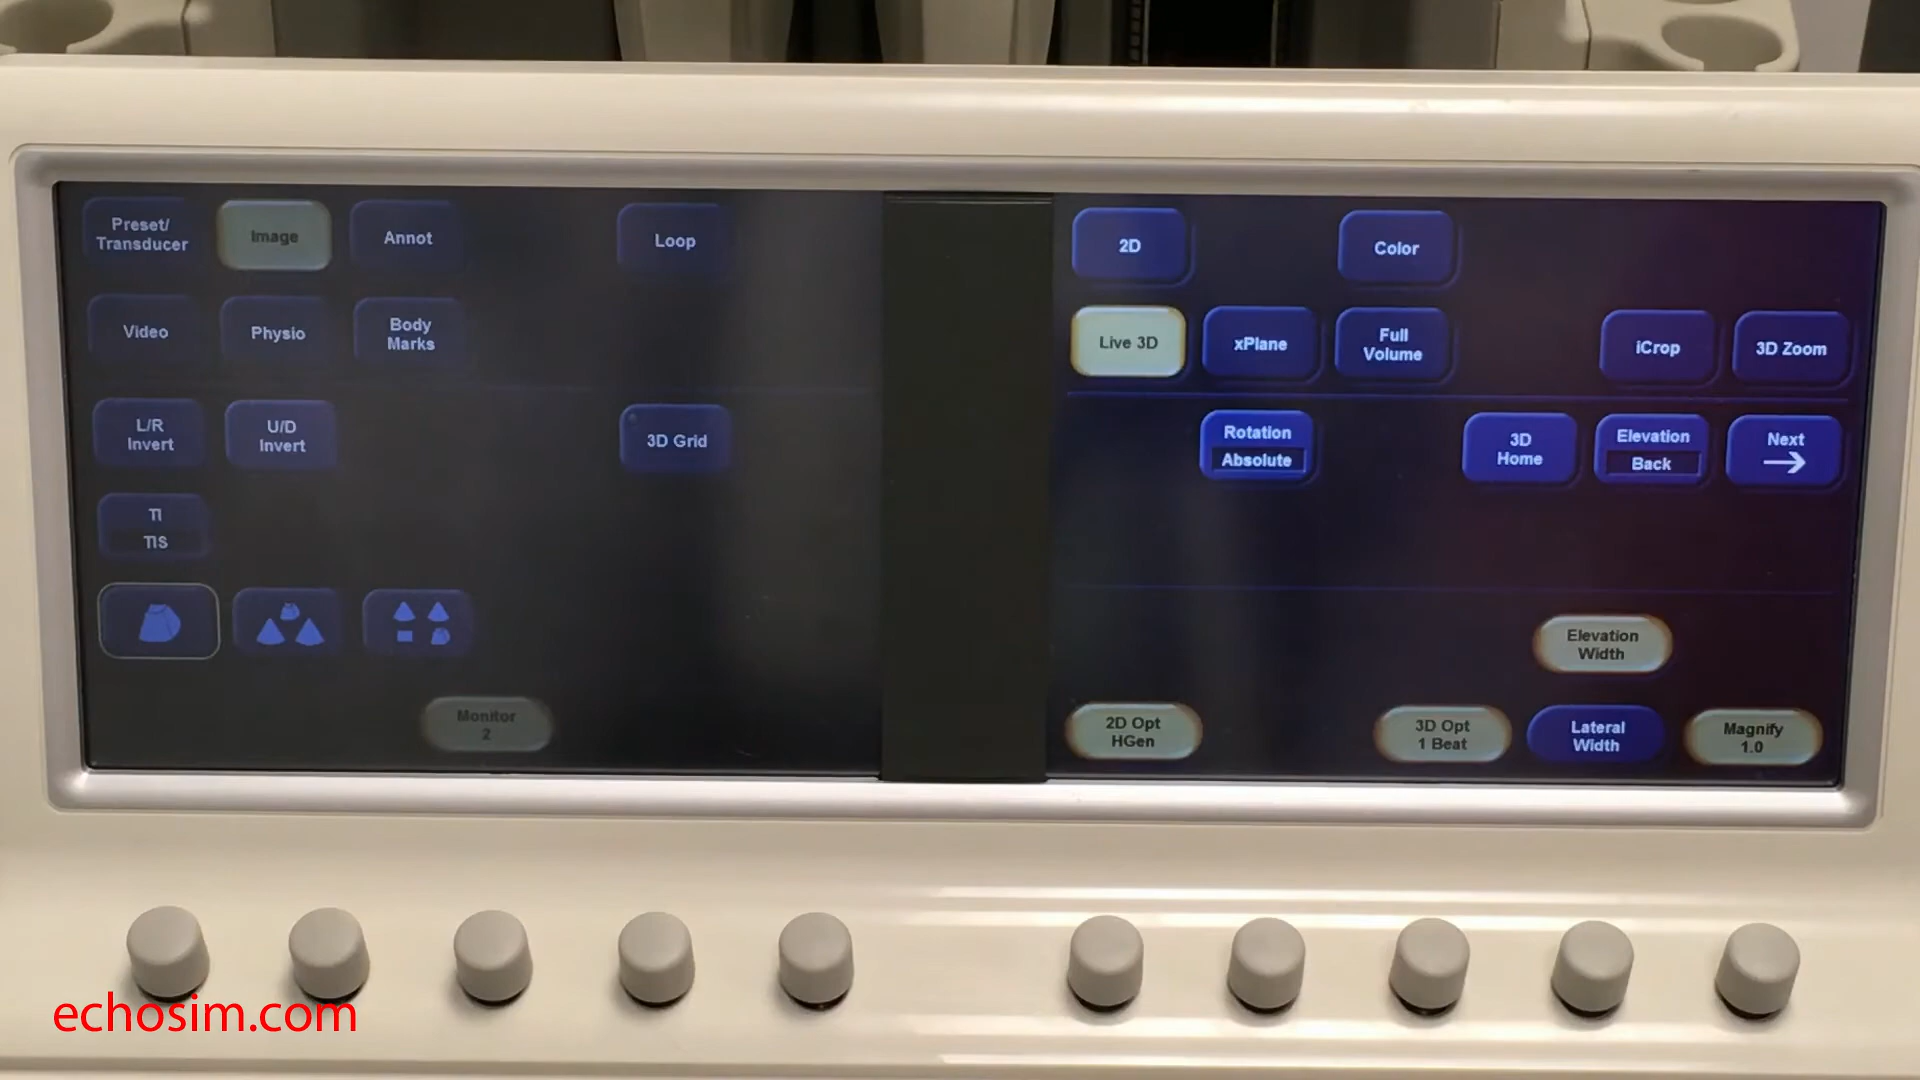 Preset/
Transducer
Image
Annot
Loop
Video
Physio
Body
Marks
L/R
Invert
U/D
Invert
3D Grid
TI
TIS
Monitor
2
2D
Color
Live 3D
xPlane
Full
Volume
iCrop
3D Zoom
Rotation
Absolute
3D
Home
Elevation
Back
Next
Elevation
Width
2D Opt
HGen
3D Opt
1 Beat
Lateral
Width
Magnify
1.0
echosim.com